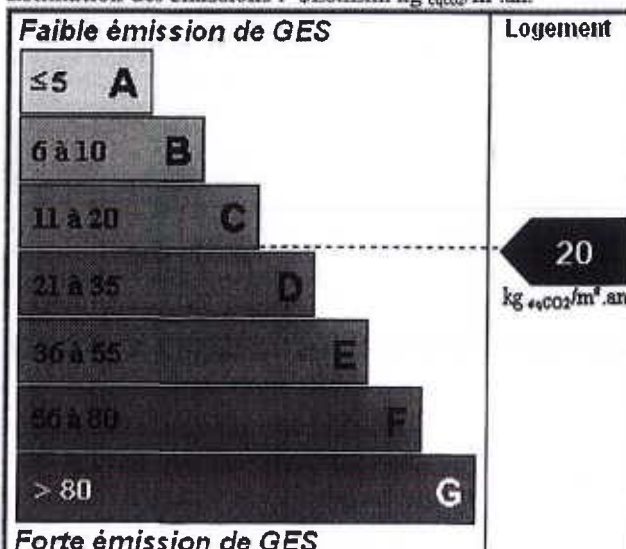 Faible émission de GES
Logement
≤5 A
6 à 10 B
11 à 20 C
20
kg éqCO2/m².an
21 à 35 D
36 à 55 E
56 à 80 F
> 80 G
Forte émission de GES